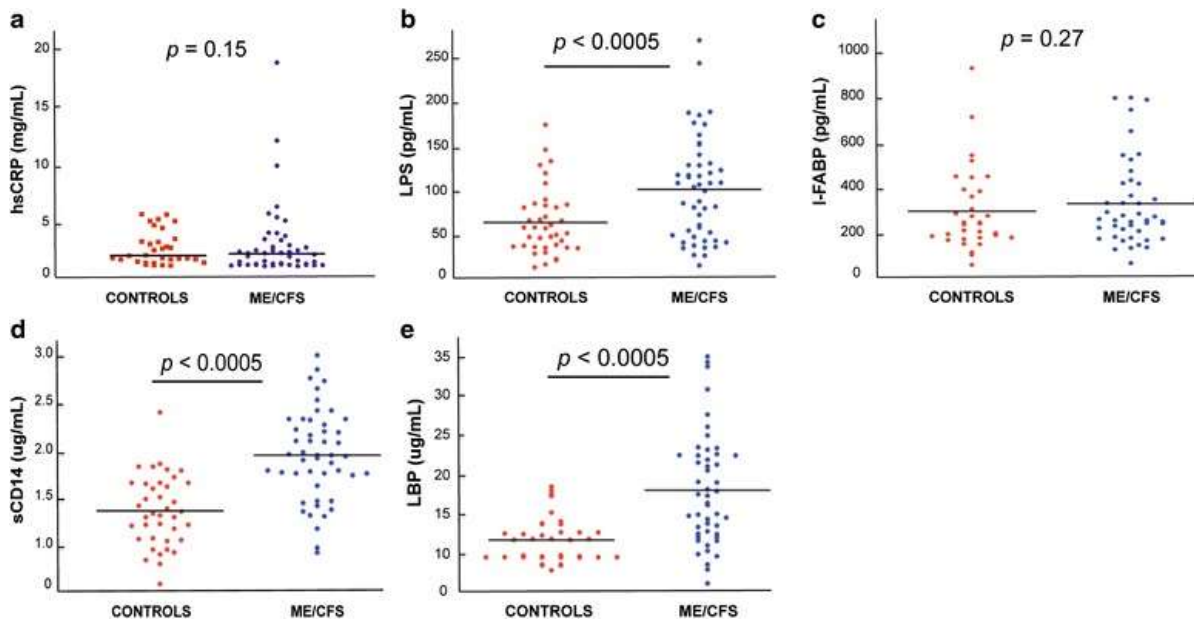 a
p = 0.15
20
15
10
5
0
hsCRP (mg/mL)
CONTROLS
ME/CFS
b
p < 0.0005
250
200
150
100
50
0
LPS (pg/mL)
CONTROLS
ME/CFS
c
p = 0.27
1000
800
600
400
200
0
I-FABP (pg/mL)
CONTROLS
ME/CFS
d
p < 0.0005
3.0
2.5
2.0
1.5
1.0
0
sCD14 (ug/mL)
CONTROLS
ME/CFS
e
p < 0.0005
35
30
25
20
15
10
0
LBP (ug/mL)
CONTROLS
ME/CFS